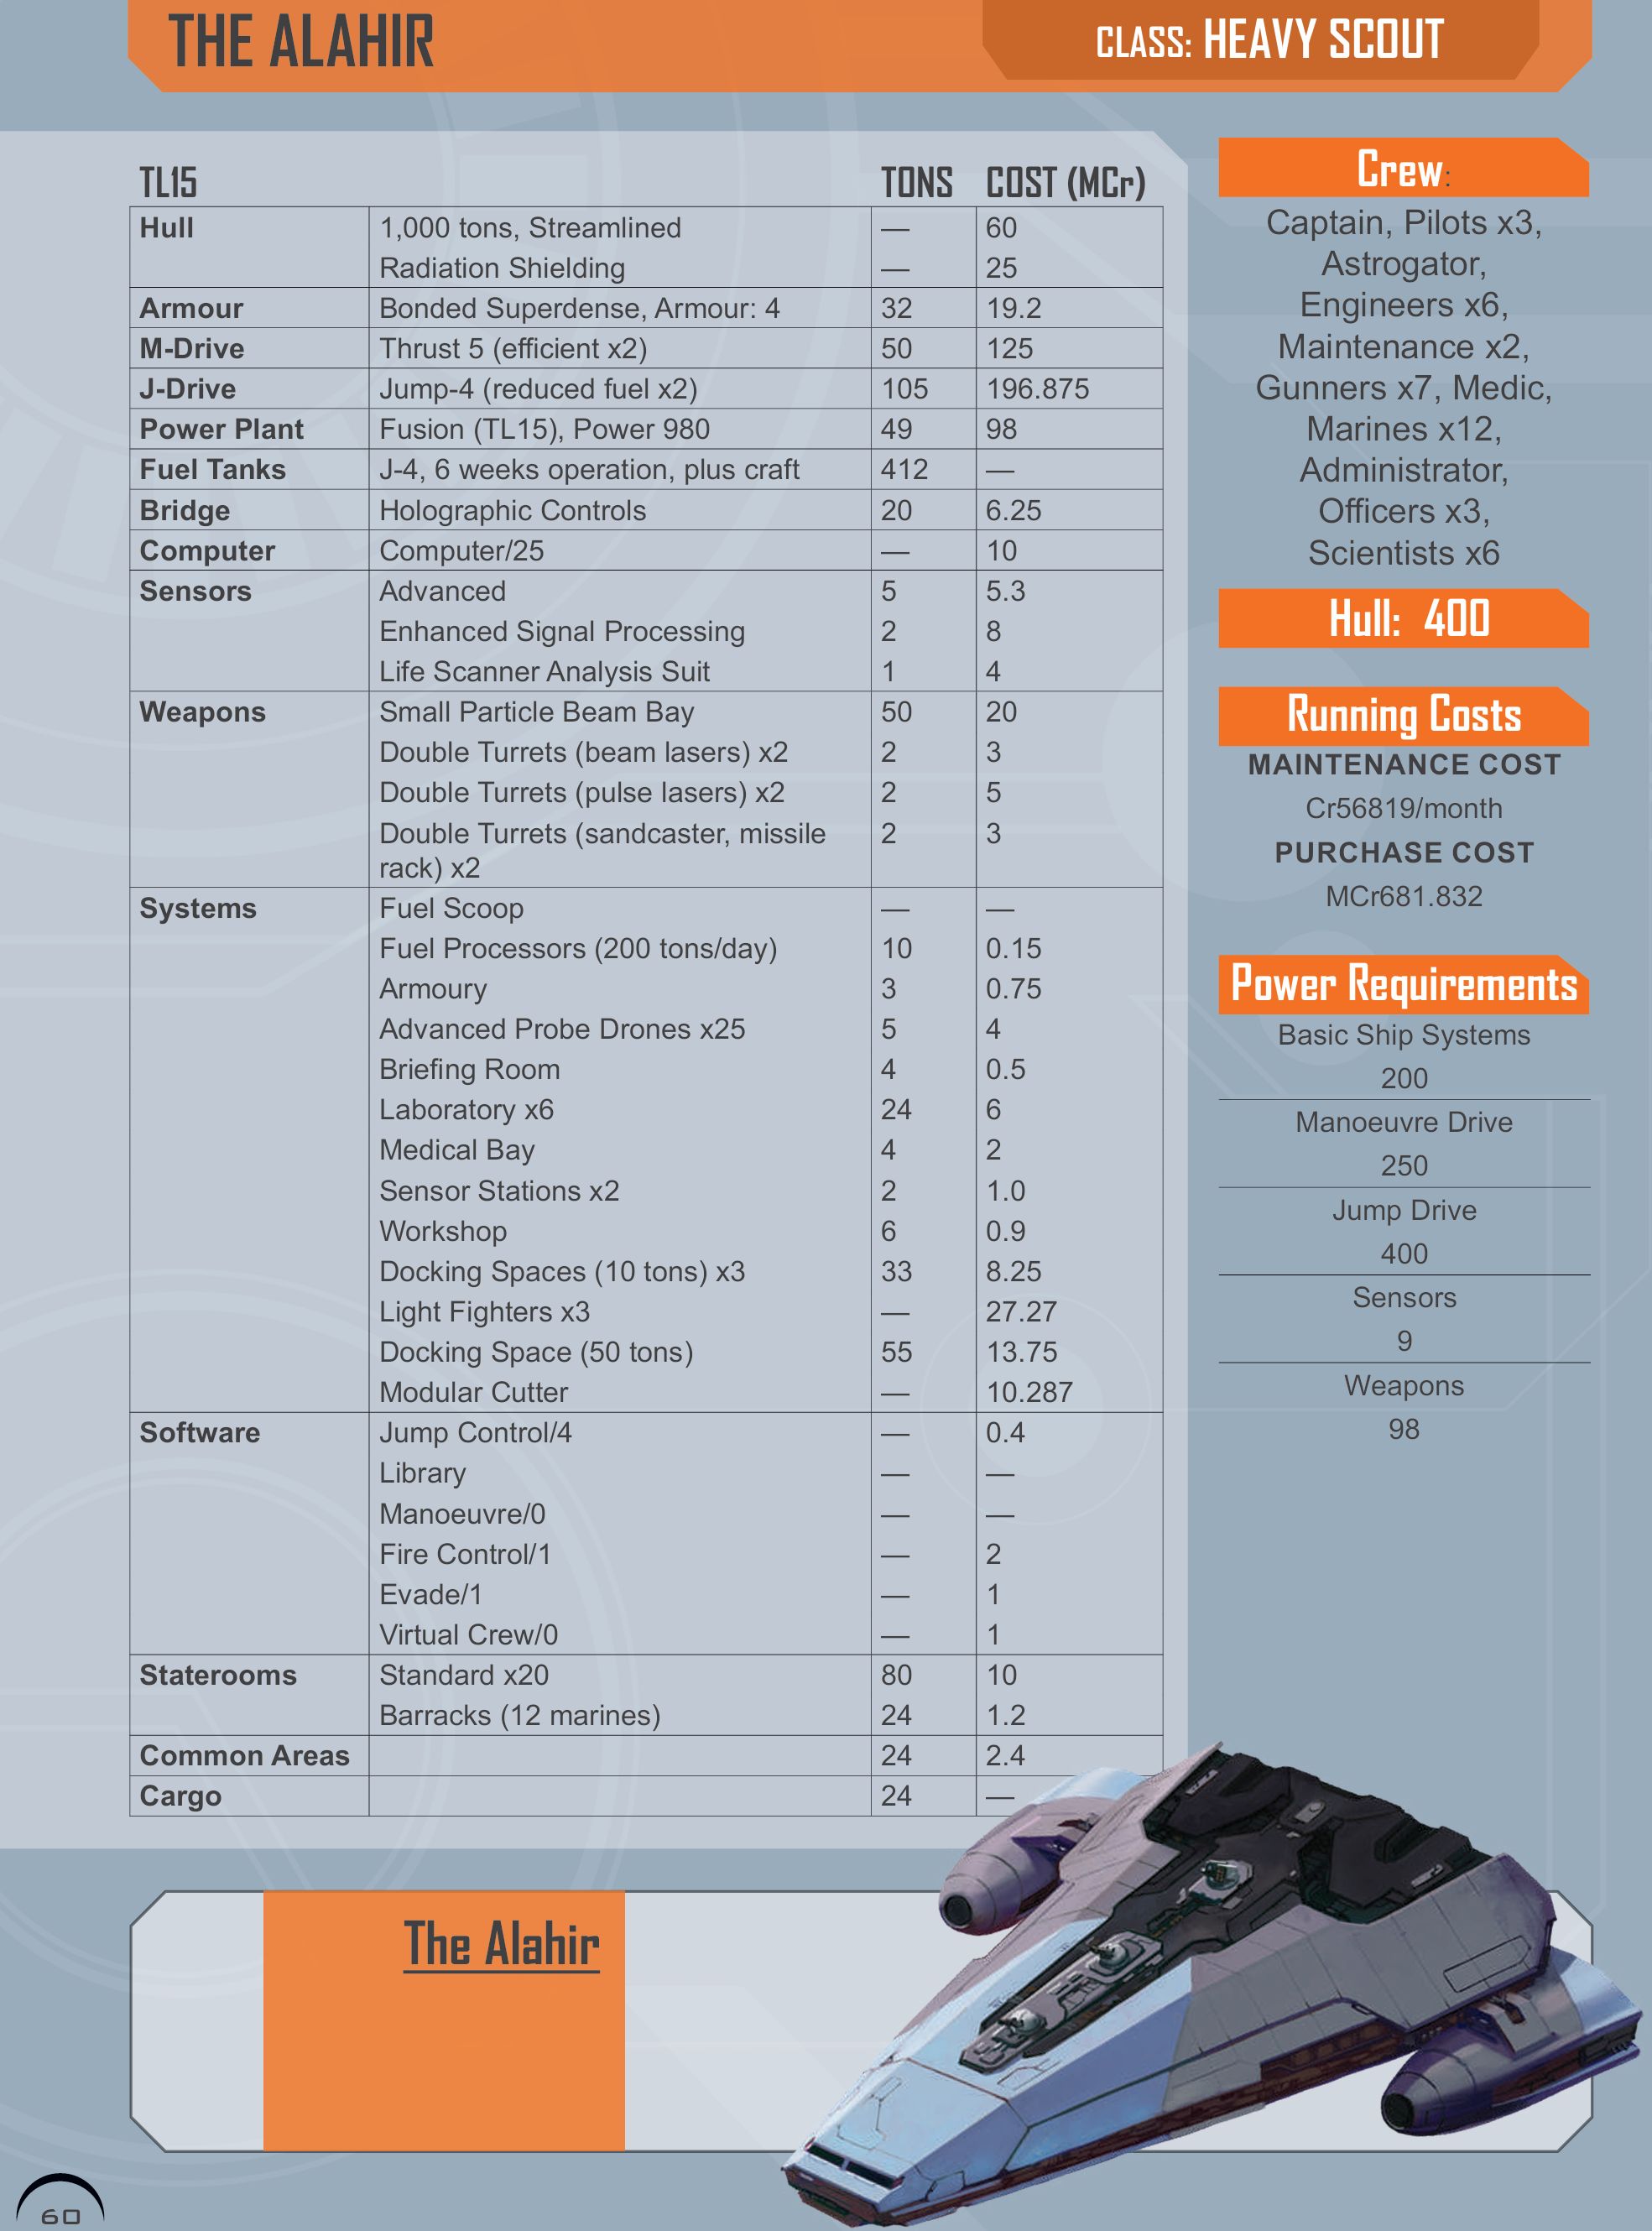 THE ALAHIR
CLASS: HEAVY SCOUT
TL15 TONS COST (MCr)
Hull 1,000 tons, Streamlined — 60
Radiation Shielding — 25
Armour Bonded Superdense, Armour: 4 32 19.2
M-Drive Thrust 5 (efficient x2) 50 125
J-Drive Jump-4 (reduced fuel x2) 105 196.875
Power Plant Fusion (TL15), Power 980 49 98
Fuel Tanks J-4, 6 weeks operation, plus craft 412 —
Bridge Holographic Controls 20 6.25
Computer Computer/25 — 10
Sensors Advanced 5 5.3
Enhanced Signal Processing 2 8
Life Scanner Analysis Suit 1 4
Weapons Small Particle Beam Bay 50 20
Double Turrets (beam lasers) x2 2 3
Double Turrets (pulse lasers) x2 2 5
Double Turrets (sandcaster, missile 2 3
rack) x2
Systems Fuel Scoop — —
Fuel Processors (200 tons/day) 10 0.15
Armoury 3 0.75
Advanced Probe Drones x25 5 4
Briefing Room 4 0.5
Laboratory x6 24 6
Medical Bay 4 2
Sensor Stations x2 2 1.0
Workshop 6 0.9
Docking Spaces (10 tons) x3 33 8.25
Light Fighters x3 — 27.27
Docking Space (50 tons) 55 13.75
Modular Cutter — 10.287
Software Jump Control/4 — 0.4
Library — —
Manoeuvre/0 — —
Fire Control/1 — 2
Evade/1 — 1
Virtual Crew/0 — 1
Staterooms Standard x20 80 10
Barracks (12 marines) 24 1.2
Common Areas 24 2.4
Cargo 24 —
Crew:
Captain, Pilots x3,
Astrogator,
Engineers x6,
Maintenance x2,
Gunners x7, Medic,
Marines x12,
Administrator,
Officers x3,
Scientists x6
Hull: 400
Running Costs
MAINTENANCE COST
Cr56819/month
PURCHASE COST
MCr681.832
Power Requirements
Basic Ship Systems
200
Manoeuvre Drive
250
Jump Drive
400
Sensors
9
Weapons
98
The Alahir
60